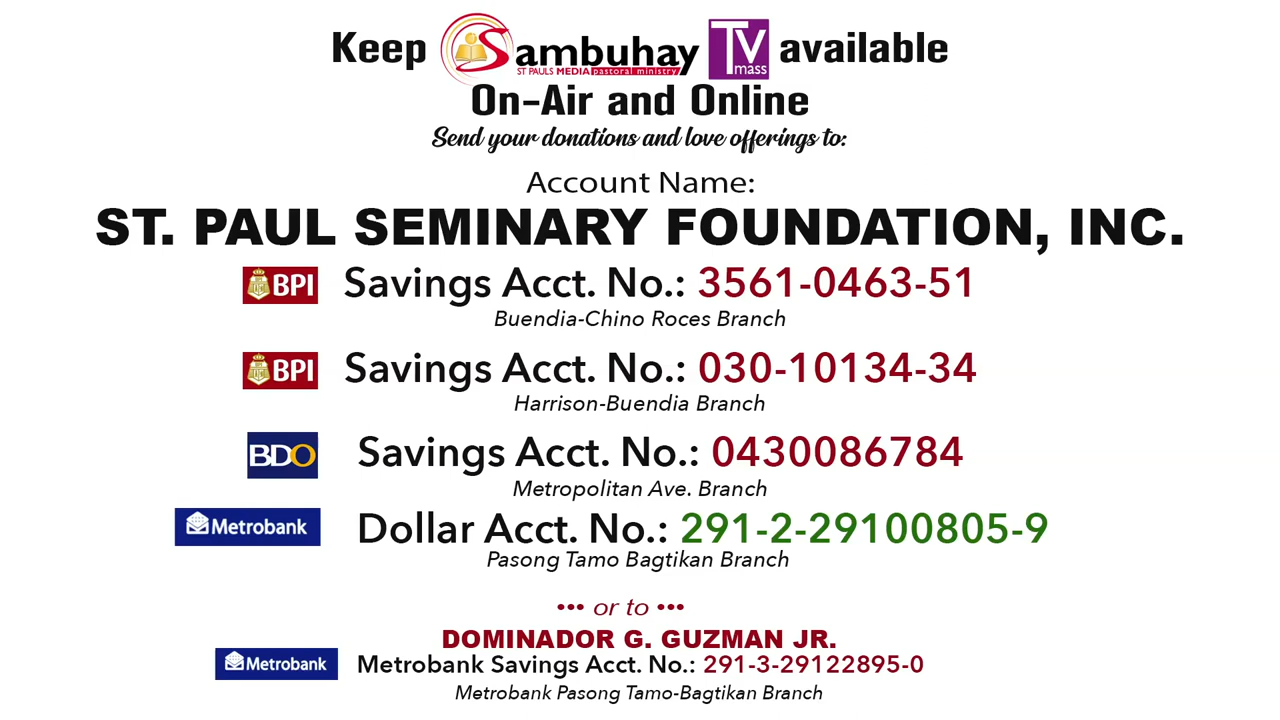 Keep Sambuhay TV mass available
ST PAULS MEDIA pastoral ministry
On-Air and Online
Send your donations and love offerings to:
Account Name:
ST. PAUL SEMINARY FOUNDATION, INC.
BPI Savings Acct. No.: 3561-0463-51
Buendia-Chino Roces Branch
BPI Savings Acct. No.: 030-10134-34
Harrison-Buendia Branch
BDO Savings Acct. No.: 0430086784
Metropolitan Ave. Branch
Metrobank Dollar Acct. No.: 291-2-29100805-9
Pasong Tamo Bagtikan Branch
••• or to •••
DOMINADOR G. GUZMAN JR.
Metrobank Metrobank Savings Acct. No.: 291-3-29122895-0
Metrobank Pasong Tamo-Bagtikan Branch